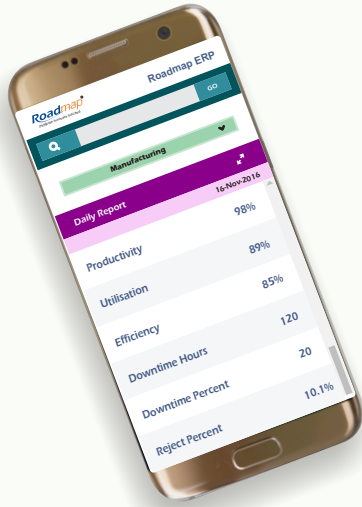 Roadmap
Roadmap ERP
GO
Manufacturing
Daily Report
16-Nov-2016
Productivity 98%
Utilisation 89%
Efficiency 85%
Downtime Hours 120
Downtime Percent 20
Reject Percent 10.1%